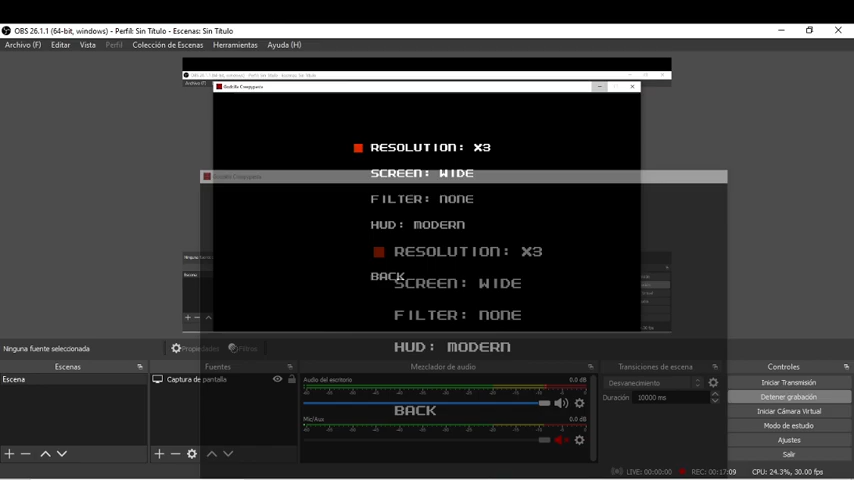 OBS 26.1.1 (64-bit, windows) - Perfil: Sin Título - Escenas: Sin Título
Archivo (F) Editar Vista Perfil Colección de Escenas Herramientas Ayuda (H)
Godzilla Creepypasta
RESOLUTION: X3
SCREEN: WIDE
FILTER: NONE
HUD: MODERN
BACK
RESOLUTION: X3
SCREEN: WIDE
FILTER: NONE
HUD: MODERN
BACK
Ninguna fuente seleccionada Propiedades Filtros
Escenas Fuentes Mezclador de audio Transiciones de escena Controles
Escena
Captura de pantalla
Audio del escritorio 0.0 dB
Mic/Aux 0.0 dB
Desvanecimiento
Duración 10000 ms
Iniciar Transmisión
Detener grabación
Iniciar Cámara Virtual
Modo de estudio
Ajustes
Salir
LIVE: 00:00:00 REC: 00:17:09 CPU: 24.3%, 30.00 fps